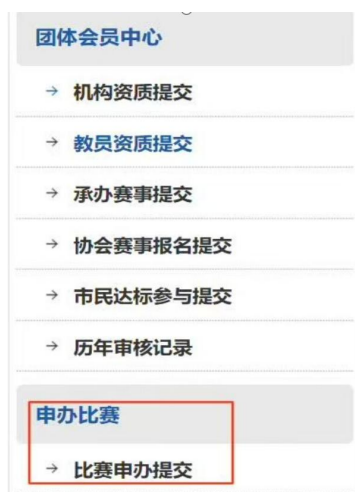 团体会员中心
→ 机构资质提交
→ 教员资质提交
→ 承办赛事提交
→ 协会赛事报名提交
→ 市民达标参与提交
→ 历年审核记录
申办比赛
→ 比赛申办提交